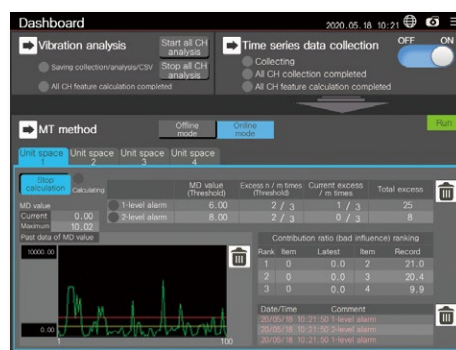 Dashboard
2020. 05. 18 10:21
Vibration analysis
Start all CH
analysis
Saving collection/analysis/CSV
Stop all CH
analysis
All CH feature calculation completed
Time series data collection
OFF
ON
Collecting
All CH collection completed
All CH feature calculation completed
MT method
Offline
mode
Online
mode
Run
Unit space
1
Unit space
2
Unit space
3
Unit space
4
Stop
calculation
Calculating
MD value
(Threshold)
Excess n / m times
(Threshold)
Current excess
/ m times
Total excess
1-level alarm 6.00 2 / 3 1 / 3 25
2-level alarm 8.00 2 / 3 0 / 3 8
MD value
Current 0.00
Maximum 10.02
Past data of MD value
10000.00
0.00
1
100
Contribution ratio (bad influence) ranking
Rank Item Latest Item Record
1 0 0.0 2 21.0
2 0 0.0 3 20.4
3 0 0.0 4 9.9
Date/Time Comment
20/05/18 10:21:50 1-level alarm
20/05/18 10:21:50 2-level alarm
20/05/18 10:21:50 1-level alarm